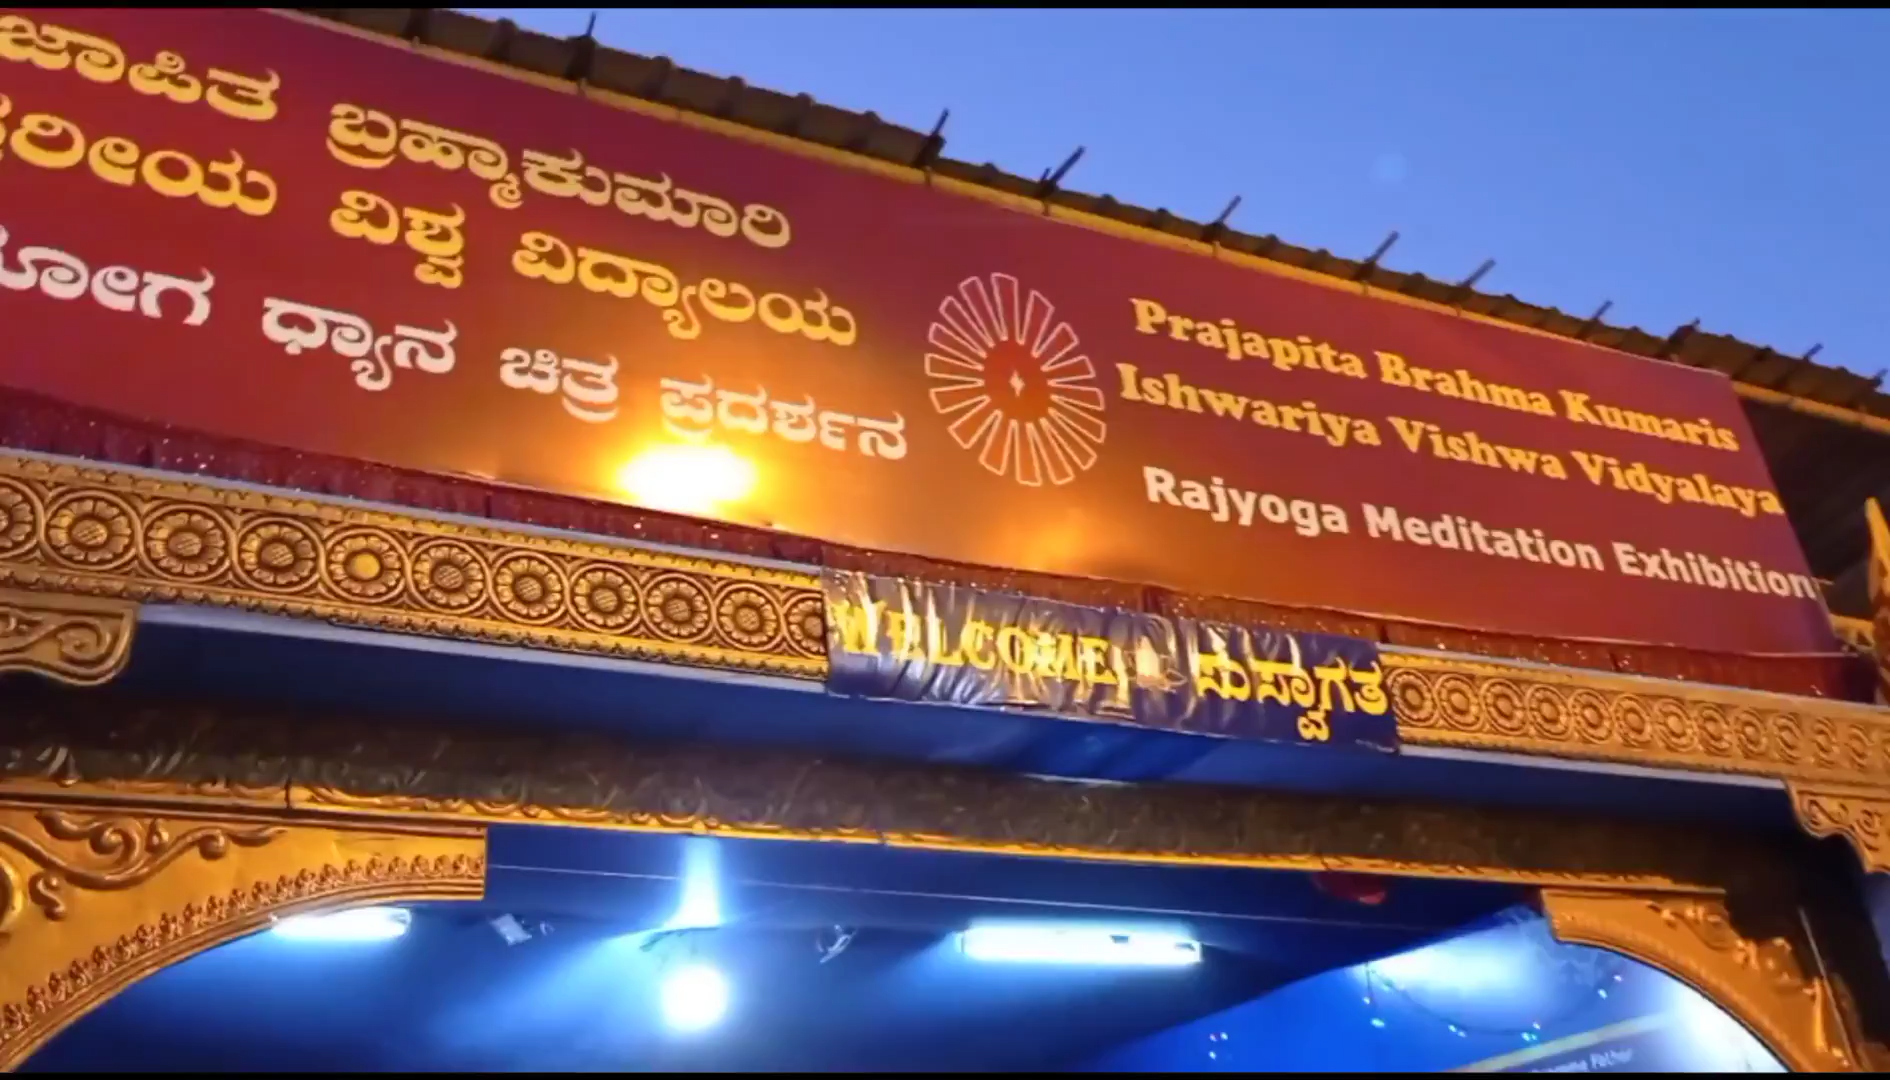 ಜಾಪಿತ ಬ್ರಹ್ಮಾಕುಮಾರಿ
ರೀಯ ವಿಶ್ವ ವಿದ್ಯಾಲಯ
ಯೋಗ ಧ್ಯಾನ ಚಿತ್ರ ಪ್ರದರ್ಶನ
Prajapita Brahma Kumaris
Ishwariya Vishwa Vidyalaya
Rajyoga Meditation Exhibition
WELCOME ಸುಸ್ವಾಗತ